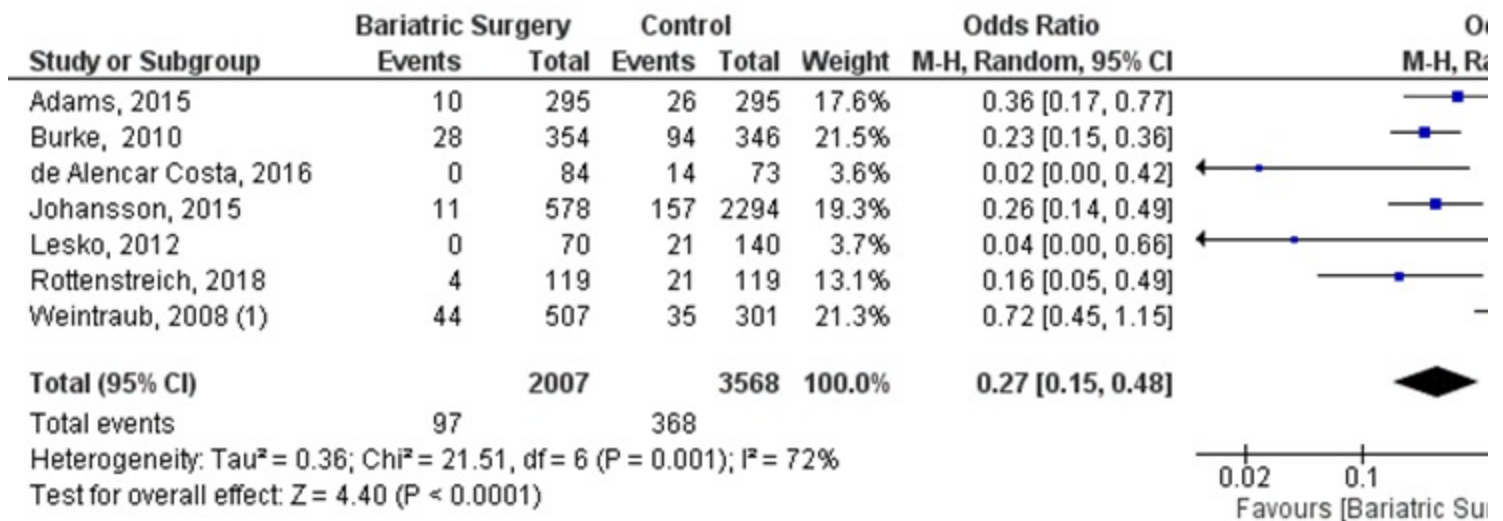 Bariatric Surgery Control Odds Ratio Od
Study or Subgroup Events Total Events Total Weight M-H, Random, 95% CI M-H, Ra
Adams, 2015 10 295 26 295 17.6% 0.36 [0.17, 0.77]
Burke, 2010 28 354 94 346 21.5% 0.23 [0.15, 0.36]
de Alencar Costa, 2016 0 84 14 73 3.6% 0.02 [0.00, 0.42]
Johansson, 2015 11 578 157 2294 19.3% 0.26 [0.14, 0.49]
Lesko, 2012 0 70 21 140 3.7% 0.04 [0.00, 0.66]
Rottenstreich, 2018 4 119 21 119 13.1% 0.16 [0.05, 0.49]
Weintraub, 2008 (1) 44 507 35 301 21.3% 0.72 [0.45, 1.15]
Total (95% CI) 2007 3568 100.0% 0.27 [0.15, 0.48]
Total events 97 368
Heterogeneity: Tau² = 0.36; Chi² = 21.51, df = 6 (P = 0.001); I² = 72%
Test for overall effect: Z = 4.40 (P < 0.0001)
0.02 0.1
Favours [Bariatric Sur